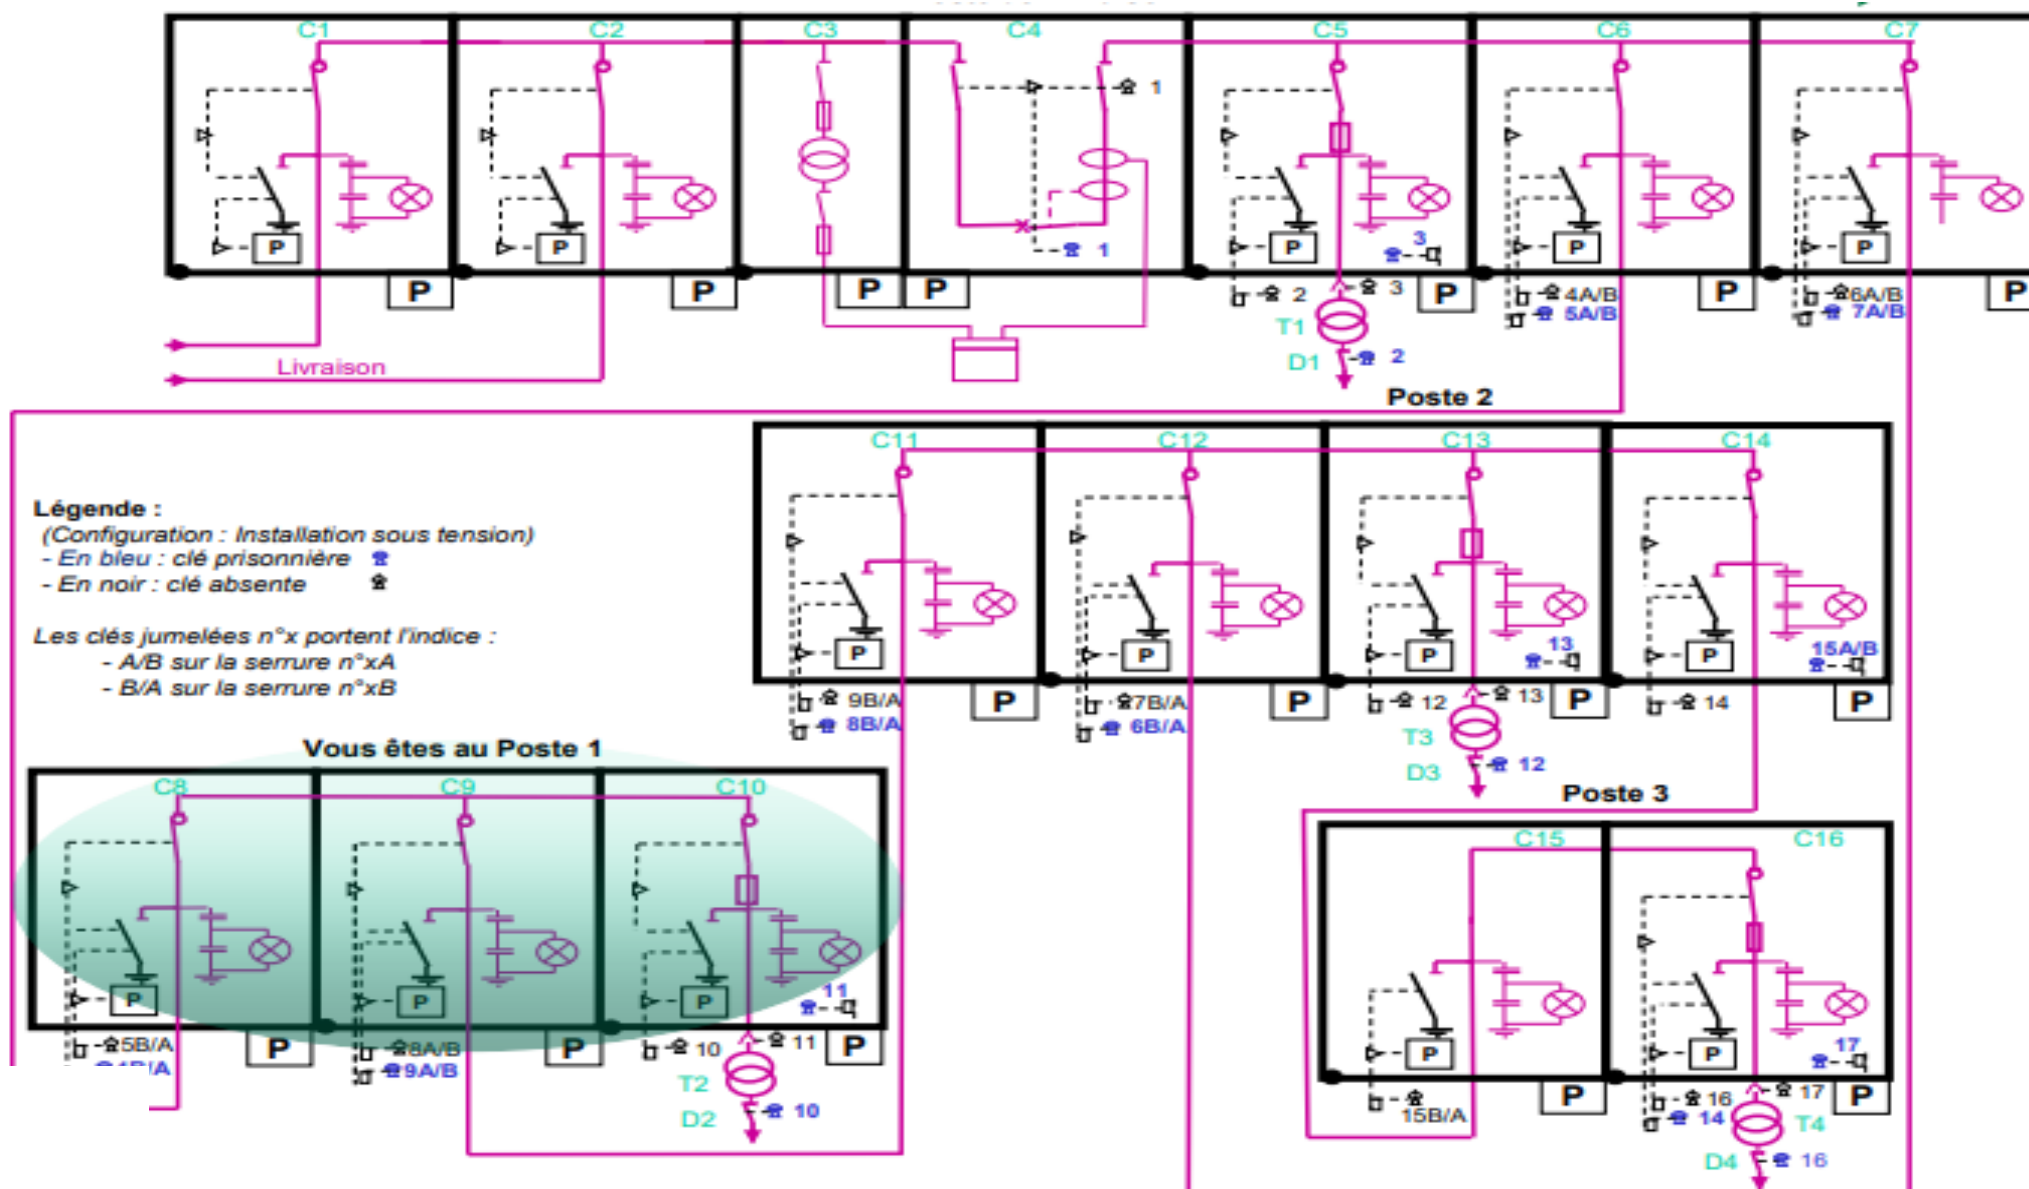 C1 C2 C3 C4 C5 C6 C7
1
P P P P P
3
1
2 3 4A/B 6A/B
P P P P P P P
5A/B 7A/B
T1
Livraison
D1 2
Poste 2
C11 C12 C13 C14
Légende :
(Configuration : Installation sous tension)
- En bleu : clé prisonnière
- En noir : clé absente
Les clés jumelées n°x portent l'indice :
- A/B sur la serrure n°xA
- B/A sur la serrure n°xB
P P P P
13 15A/B
9B/A 7B/A 12 13 14
P P P P
8B/A 6B/A
T3
D3 12
Poste 3
Vous êtes au Poste 1
C8 C9 C10
P P P
11
5B/A 8A/B 10 11
P P P
9A/B
T2
D2 10
C15 C16
P P
17
15B/A 16 17
P P
14 T4
D4 16